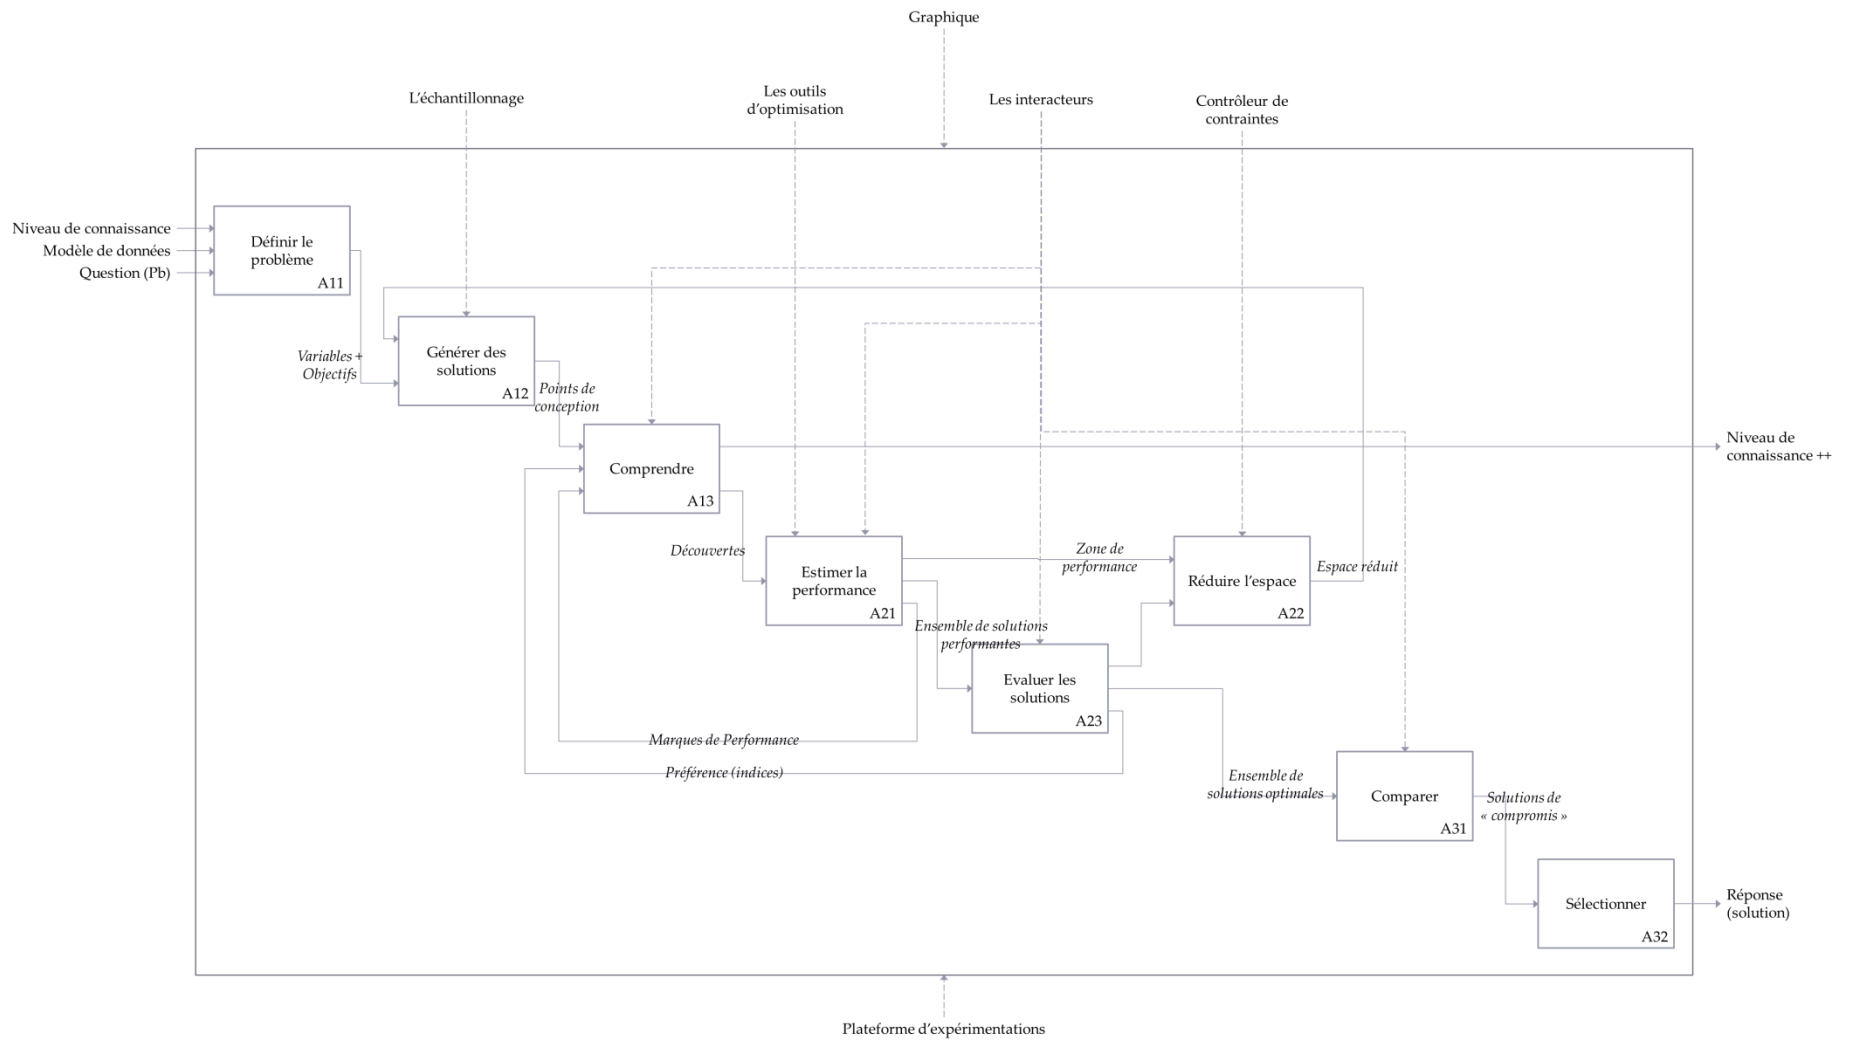 Graphique
L'échantillonnage
Les outils
d'optimisation
Les interacteurs
Contrôleur de
contraintes
Niveau de connaissance
Modèle de données
Question (Pb)
Définir le
problème
A11
Variables +
Objectifs
Générer des
solutions
A12
Points de
conception
Comprendre
A13
Niveau de
connaissance ++
Découvertes
Estimer la
performance
A21
Zone de
performance
Réduire l'espace
A22
Espace réduit
Ensemble de solutions
performantes
Evaluer les
solutions
A23
Marques de Performance
Préférence (indices)
Ensemble de
solutions optimales
Comparer
A31
Solutions de
« compromis »
Sélectionner
A32
Réponse
(solution)
Plateforme d'expérimentations